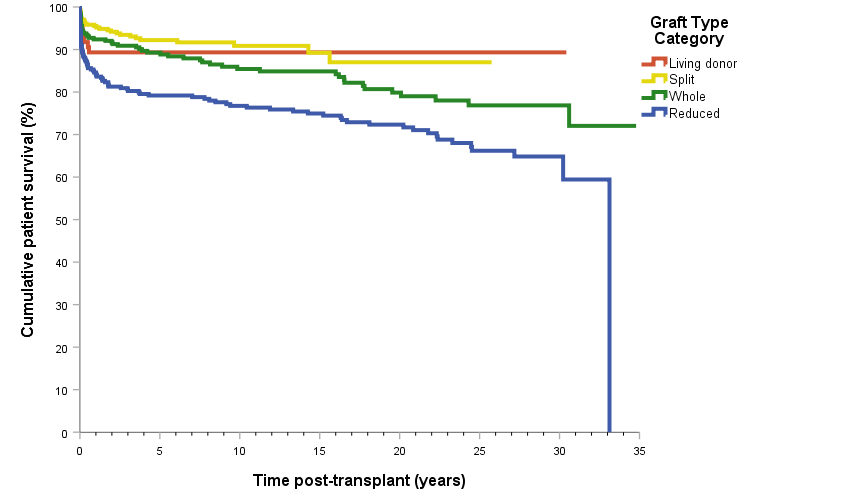 Graft Type
Category
Living donor
Split
Whole
Reduced
Cumulative patient survival (%)
100
90
80
70
60
50
40
30
20
10
0
0 5 10 15 20 25 30 35
Time post-transplant (years)